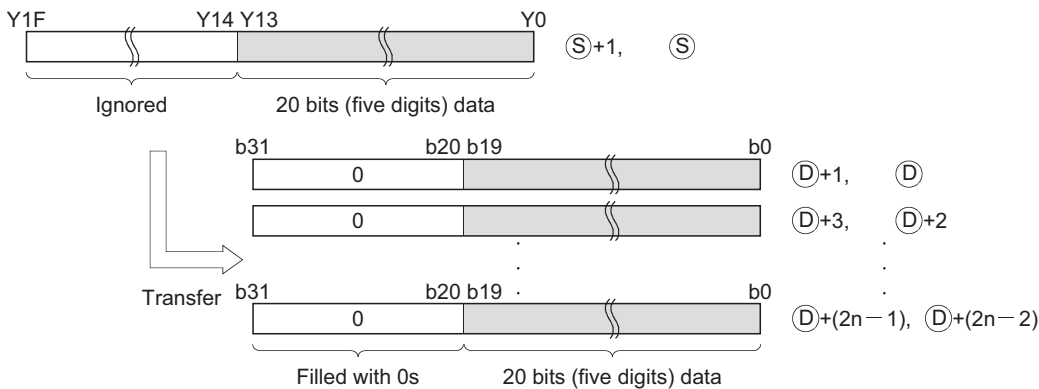 Y1F Y14 Y13 Y0
Ⓢ+1, Ⓢ
Ignored 20 bits (five digits) data
b31 b20 b19 b0
0 Ⓓ+1, Ⓓ
0 Ⓓ+3, Ⓓ+2
Transfer
b31 b20 b19 b0
0 Ⓓ+(2n－1), Ⓓ+(2n－2)
Filled with 0s 20 bits (five digits) data